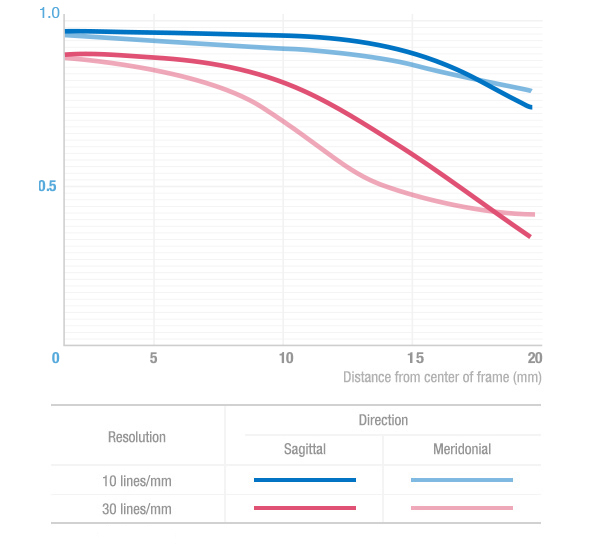 1.0
0.5
0 5 10 15 20
Distance from center of frame (mm)
Resolution
Direction
Sagittal Meridonial
10 lines/mm
30 lines/mm